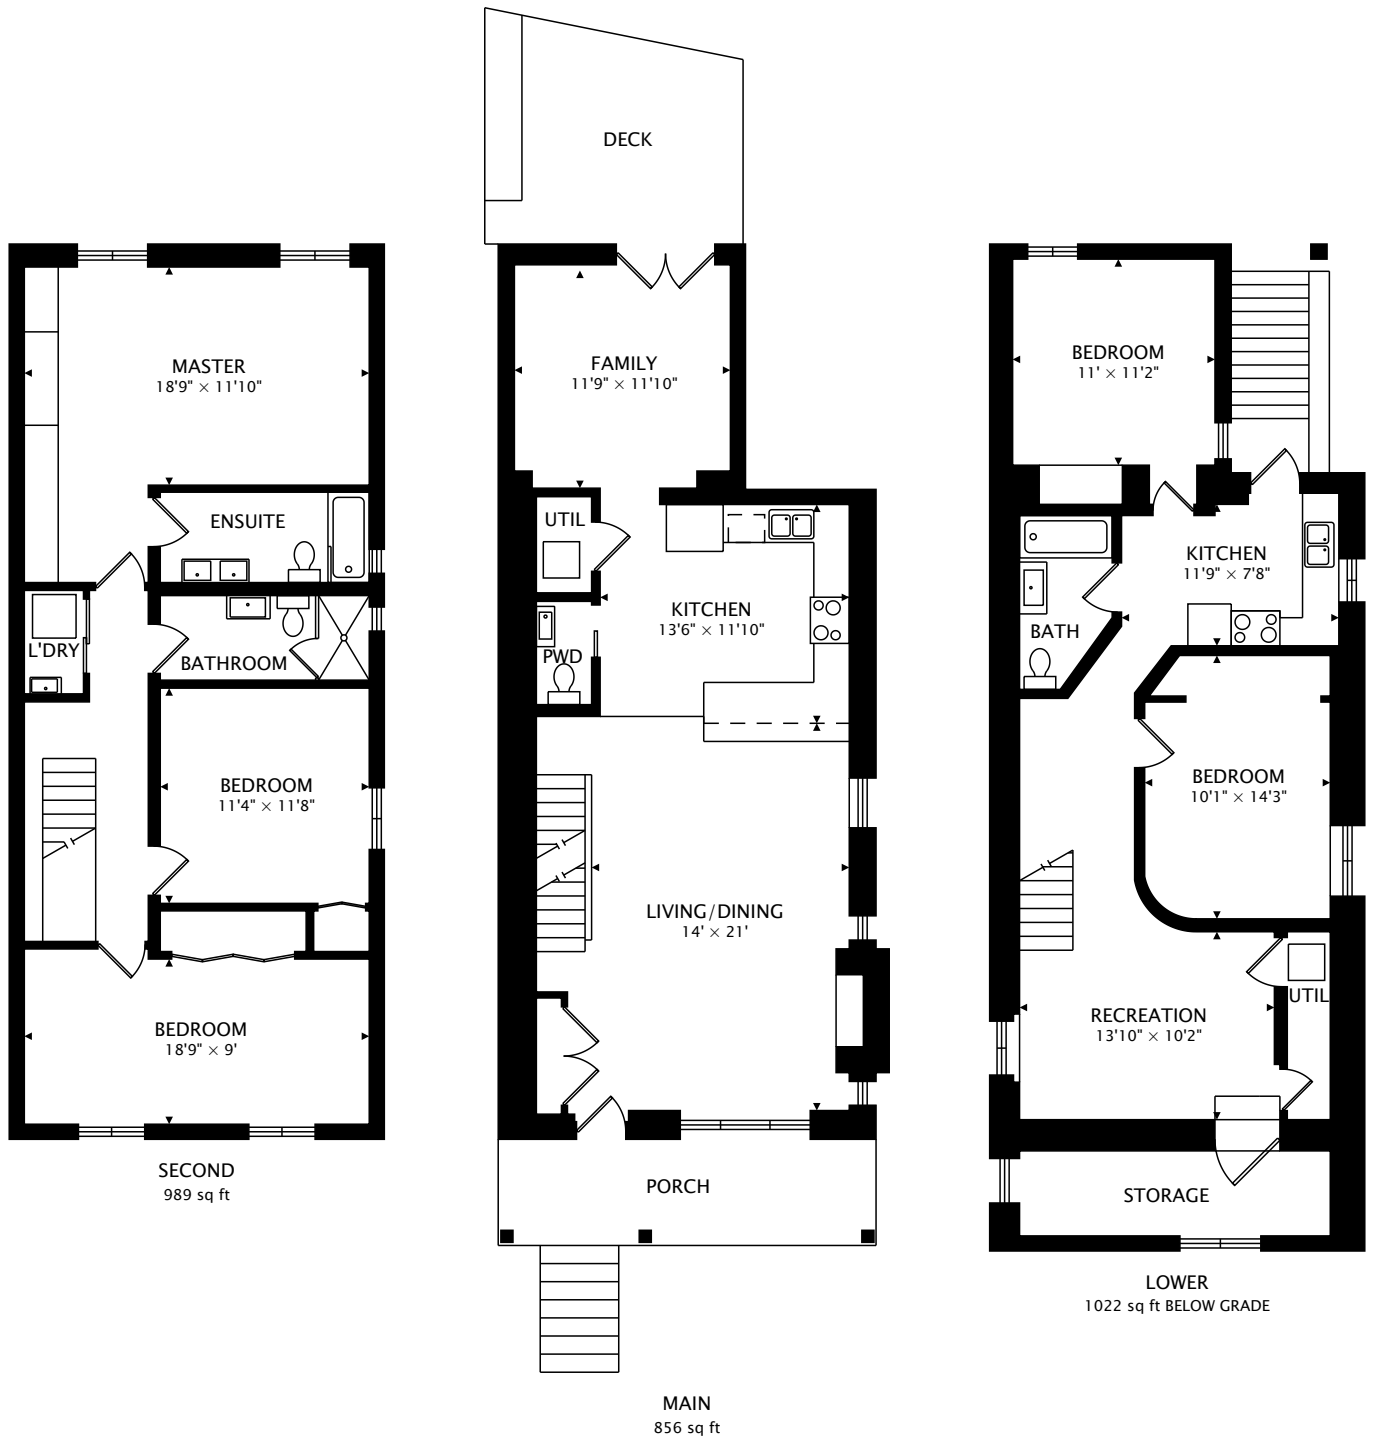 MASTER
18'9" × 11'10"
ENSUITE
L'DRY
BATHROOM
BEDROOM
11'4" × 11'8"
BEDROOM
18'9" × 9'
SECOND
989 sq ft
DECK
FAMILY
11'9" × 11'10"
UTIL
KITCHEN
13'6" × 11'10"
PWD
LIVING/DINING
14' × 21'
PORCH
MAIN
856 sq ft
BEDROOM
11' × 11'2"
KITCHEN
11'9" × 7'8"
BATH
BEDROOM
10'1" × 14'3"
UTIL
RECREATION
13'10" × 10'2"
STORAGE
LOWER
1022 sq ft BELOW GRADE